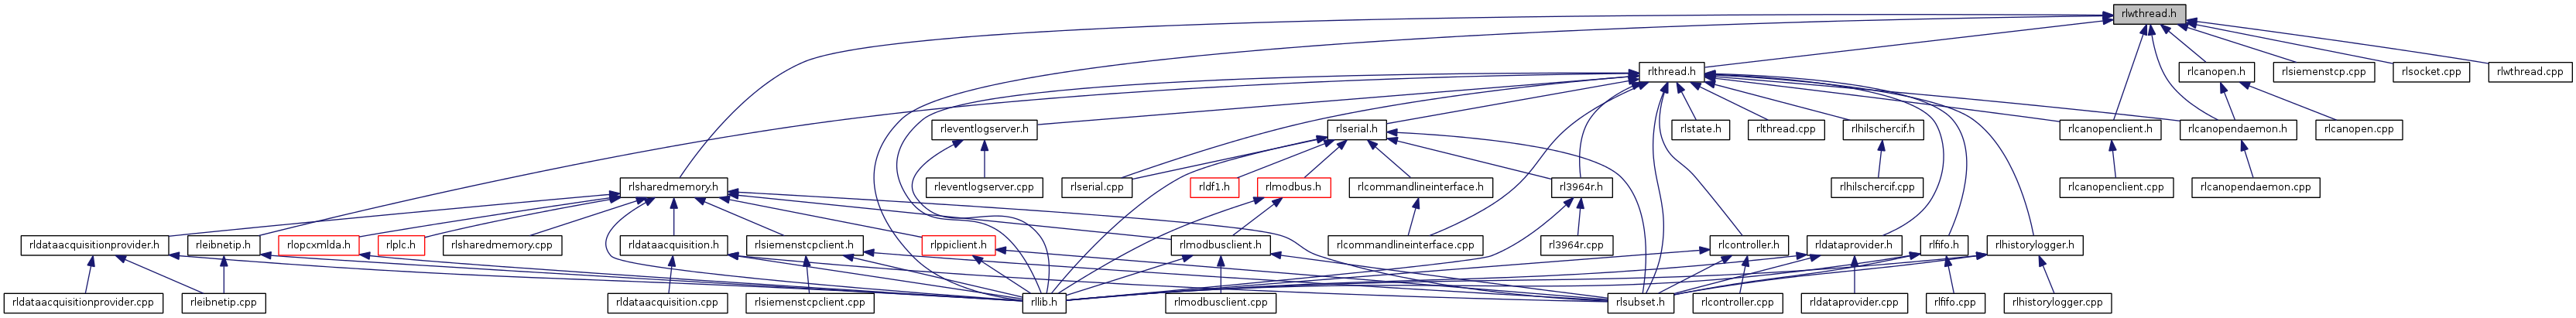 rlwthread.h
rlthread.h
rlcanopen.h
rlsiemenstcp.cpp
rlsocket.cpp
rlwthread.cpp
rleventlogserver.h
rlserial.h
rlstate.h
rlthread.cpp
rlhilschercif.h
rlcanopenclient.h
rlcanopendaemon.h
rlcanopen.cpp
rlsharedmemory.h
rleventlogserver.cpp
rlserial.cpp
rldf1.h
rlmodbus.h
rlcommandlineinterface.h
rl3964r.h
rlhilschercif.cpp
rlcanopenclient.cpp
rlcanopendaemon.cpp
rldataacquisitionprovider.h
rleibnetip.h
rlopcxmlda.h
rlplc.h
rlsharedmemory.cpp
rldataacquisition.h
rlsiemenstcpclient.h
rlppiclient.h
rlmodbusclient.h
rlcommandlineinterface.cpp
rl3964r.cpp
rlcontroller.h
rldataprovider.h
rlfifo.h
rlhistorylogger.h
rldataacquisitionprovider.cpp
rleibnetip.cpp
rldataacquisition.cpp
rlsiemenstcpclient.cpp
rllib.h
rlmodbusclient.cpp
rlsubset.h
rlcontroller.cpp
rldataprovider.cpp
rlfifo.cpp
rlhistorylogger.cpp